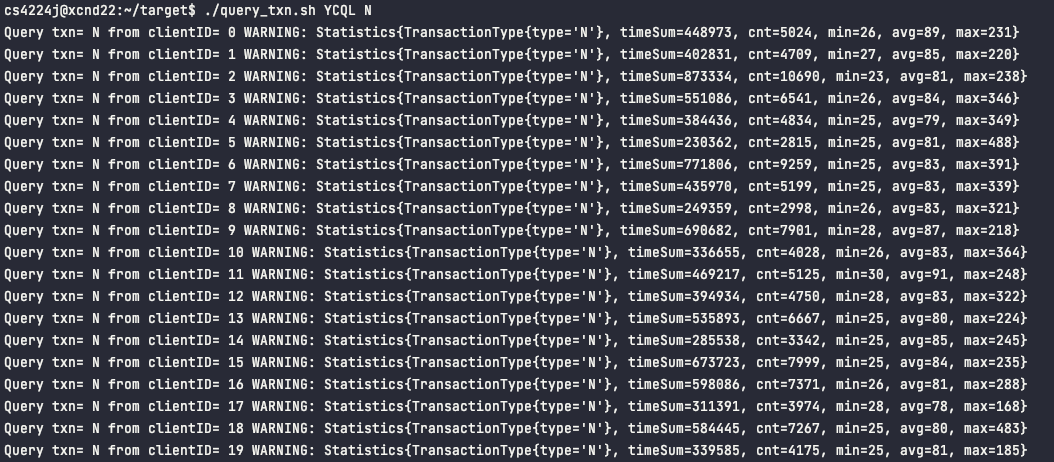 cs4224j@xcnd22:~/target$ ./query_txn.sh YCQL N
Query txn= N from clientID= 0 WARNING: Statistics{TransactionType{type='N'}, timeSum=448973, cnt=5024, min=26, avg=89, max=231}
Query txn= N from clientID= 1 WARNING: Statistics{TransactionType{type='N'}, timeSum=402831, cnt=4709, min=27, avg=85, max=220}
Query txn= N from clientID= 2 WARNING: Statistics{TransactionType{type='N'}, timeSum=873334, cnt=10690, min=23, avg=81, max=238}
Query txn= N from clientID= 3 WARNING: Statistics{TransactionType{type='N'}, timeSum=551086, cnt=6541, min=26, avg=84, max=346}
Query txn= N from clientID= 4 WARNING: Statistics{TransactionType{type='N'}, timeSum=384436, cnt=4834, min=25, avg=79, max=349}
Query txn= N from clientID= 5 WARNING: Statistics{TransactionType{type='N'}, timeSum=230362, cnt=2815, min=25, avg=81, max=488}
Query txn= N from clientID= 6 WARNING: Statistics{TransactionType{type='N'}, timeSum=771806, cnt=9259, min=25, avg=83, max=391}
Query txn= N from clientID= 7 WARNING: Statistics{TransactionType{type='N'}, timeSum=435970, cnt=5199, min=25, avg=83, max=339}
Query txn= N from clientID= 8 WARNING: Statistics{TransactionType{type='N'}, timeSum=249359, cnt=2998, min=26, avg=83, max=321}
Query txn= N from clientID= 9 WARNING: Statistics{TransactionType{type='N'}, timeSum=690682, cnt=7901, min=28, avg=87, max=218}
Query txn= N from clientID= 10 WARNING: Statistics{TransactionType{type='N'}, timeSum=336655, cnt=4028, min=26, avg=83, max=364}
Query txn= N from clientID= 11 WARNING: Statistics{TransactionType{type='N'}, timeSum=469217, cnt=5125, min=30, avg=91, max=248}
Query txn= N from clientID= 12 WARNING: Statistics{TransactionType{type='N'}, timeSum=394934, cnt=4750, min=28, avg=83, max=322}
Query txn= N from clientID= 13 WARNING: Statistics{TransactionType{type='N'}, timeSum=535893, cnt=6667, min=25, avg=80, max=224}
Query txn= N from clientID= 14 WARNING: Statistics{TransactionType{type='N'}, timeSum=285538, cnt=3342, min=25, avg=85, max=245}
Query txn= N from clientID= 15 WARNING: Statistics{TransactionType{type='N'}, timeSum=673723, cnt=7999, min=25, avg=84, max=235}
Query txn= N from clientID= 16 WARNING: Statistics{TransactionType{type='N'}, timeSum=598086, cnt=7371, min=26, avg=81, max=288}
Query txn= N from clientID= 17 WARNING: Statistics{TransactionType{type='N'}, timeSum=311391, cnt=3974, min=28, avg=78, max=168}
Query txn= N from clientID= 18 WARNING: Statistics{TransactionType{type='N'}, timeSum=584445, cnt=7267, min=25, avg=80, max=483}
Query txn= N from clientID= 19 WARNING: Statistics{TransactionType{type='N'}, timeSum=339585, cnt=4175, min=25, avg=81, max=185}